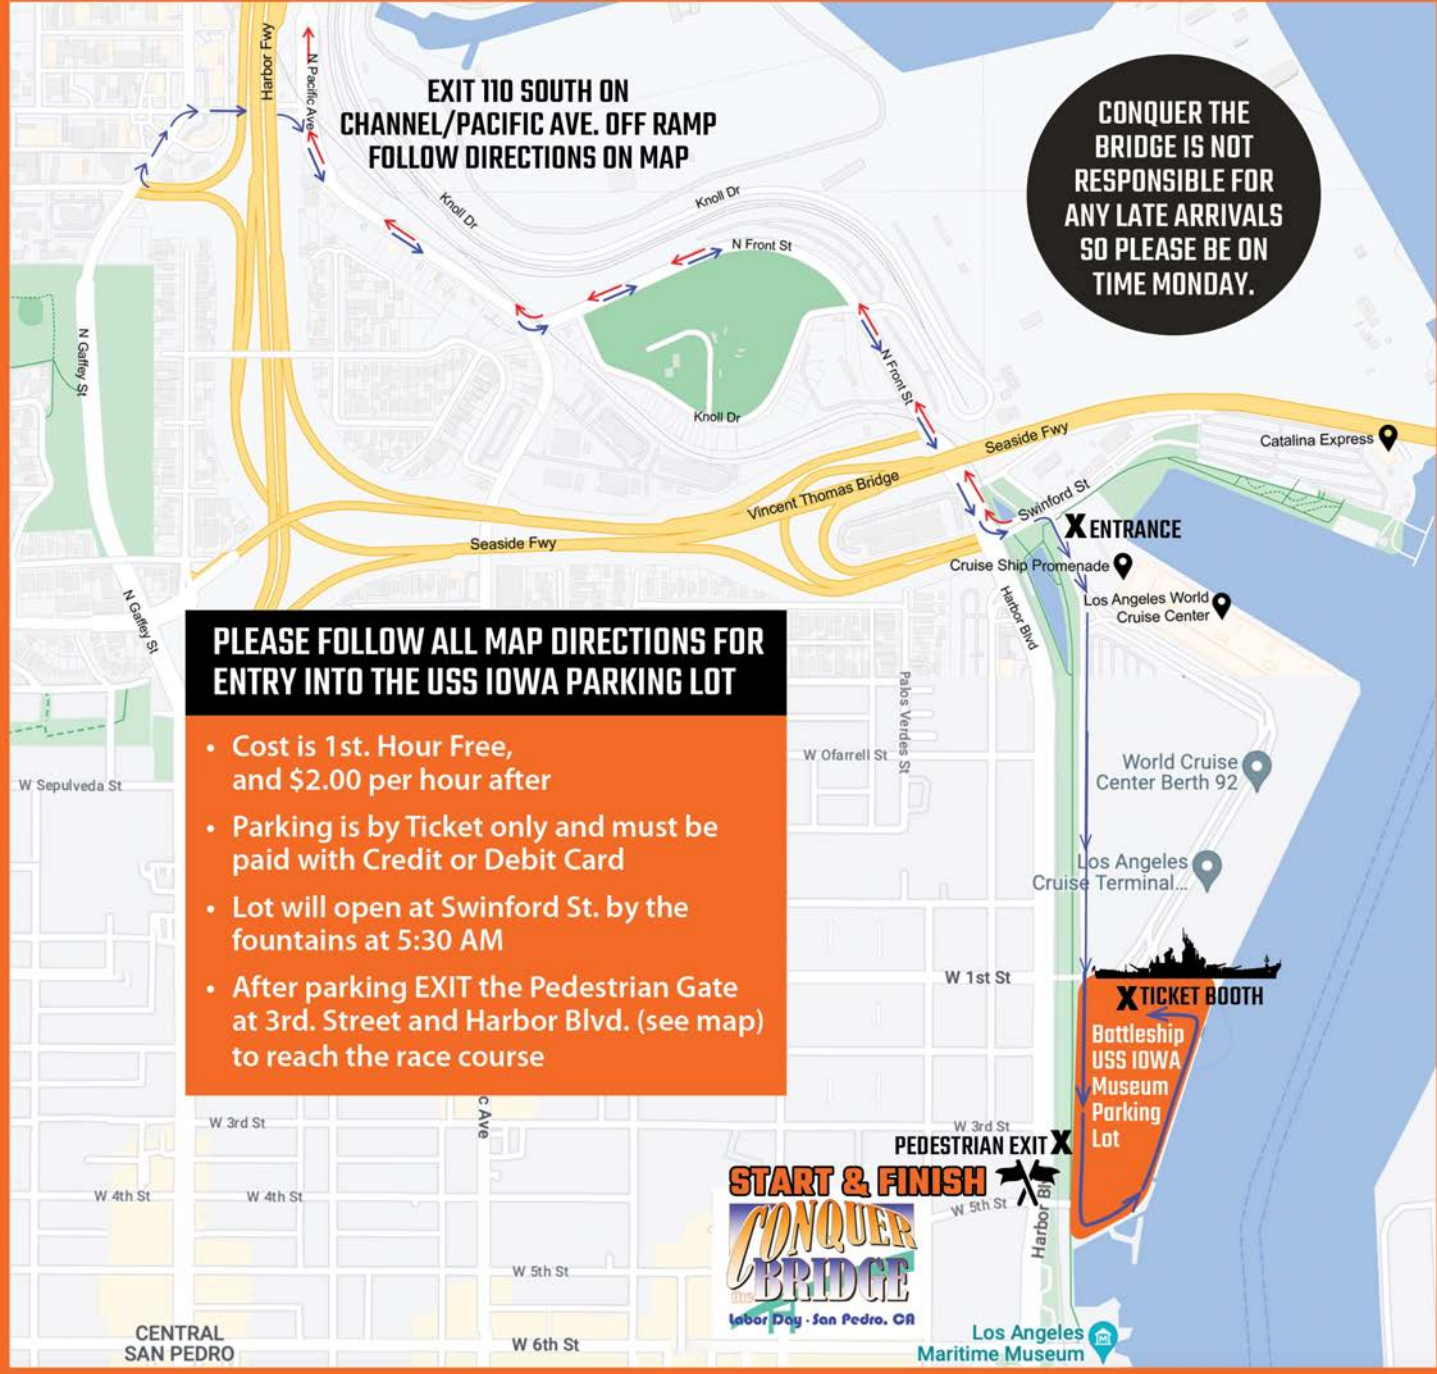 Harbor Fwy
N Pacific Ave
EXIT 110 SOUTH ON
CHANNEL/PACIFIC AVE. OFF RAMP
FOLLOW DIRECTIONS ON MAP
CONQUER THE
BRIDGE IS NOT
RESPONSIBLE FOR
ANY LATE ARRIVALS
SO PLEASE BE ON
TIME MONDAY.
Knoll Dr
Knoll Dr
N Front St
N Gaffey St
N Front St
Knoll Dr
Seaside Fwy
Catalina Express
Vincent Thomas Bridge
Swinford St
X ENTRANCE
Seaside Fwy
Cruise Ship Promenade
Los Angeles World
Cruise Center
Harbor Blvd
N Gaffey St
PLEASE FOLLOW ALL MAP DIRECTIONS FOR
ENTRY INTO THE USS IOWA PARKING LOT
• Cost is 1st. Hour Free,
and $2.00 per hour after
• Parking is by Ticket only and must be
paid with Credit or Debit Card
• Lot will open at Swinford St. by the
fountains at 5:30 AM
• After parking EXIT the Pedestrian Gate
at 3rd. Street and Harbor Blvd. (see map)
to reach the race course
Palos Verdes St
W Ofarrell St
World Cruise
Center Berth 92
W Sepulveda St
Los Angeles
Cruise Terminal...
W 1st St
X TICKET BOOTH
Battleship
USS IOWA
Museum
Parking
Lot
c Ave
W 3rd St
W 3rd St
PEDESTRIAN EXIT X
START & FINISH
W 4th St
W 4th St
W 5th St
Harbor Bl
CONQUER
the BRIDGE
Labor Day - San Pedro, CA
W 5th St
CENTRAL
SAN PEDRO
W 6th St
Los Angeles
Maritime Museum